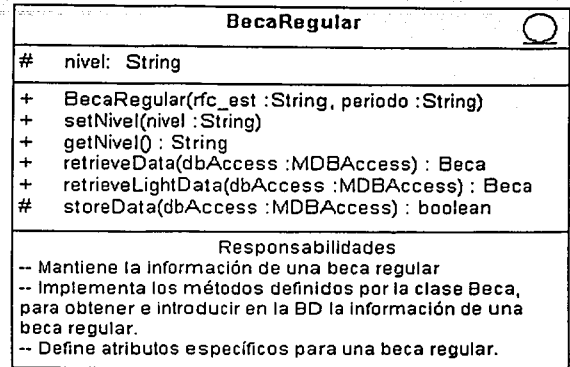 BecaRegular
# nivel: String
+ BecaRegular(rfc_est :String, periodo :String)
+ setNivel(nivel :String)
+ getNivel() : String
+ retrieveData(dbAccess :MDBAccess) : Beca
+ retrieveLightData(dbAccess :MDBAccess) : Beca
# storeData(dbAccess :MDBAccess) : boolean
Responsabilidades
-- Mantiene la información de una beca regular
-- Implementa los métodos definidos por la clase Beca,
para obtener e introducir en la BD la información de una
beca regular.
-- Define atributos específicos para una beca regular.